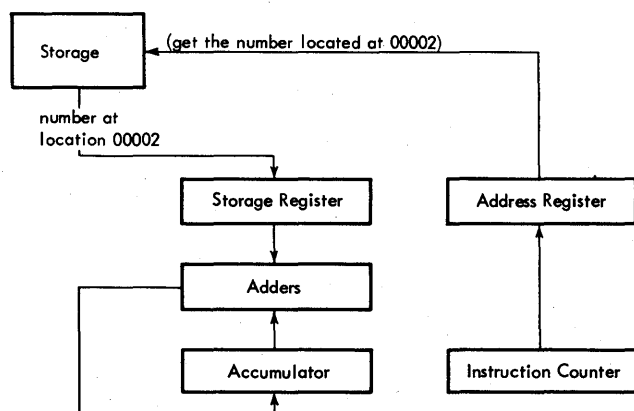 (get the number located at 00002)
Storage
number at
location 00002
Storage Register
Address Register
Adders
Accumulator
Instruction Counter